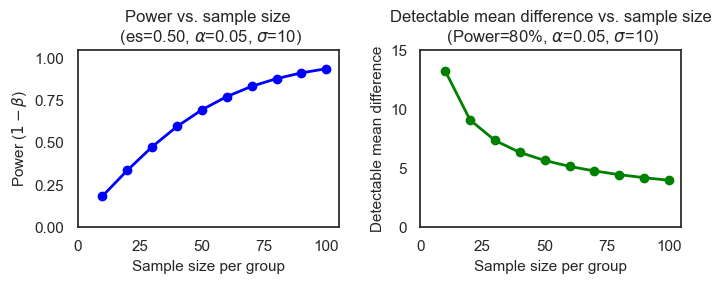 Power vs. sample size
(es=0.50, α=0.05, σ=10)
1.00
0.75
0.50
0.25
0.00
Power (1 − β)
0
25
50
75
100
Sample size per group
Detectable mean difference vs. sample size
(Power=80%, α=0.05, σ=10)
15
10
5
0
Detectable mean difference
0
25
50
75
100
Sample size per group